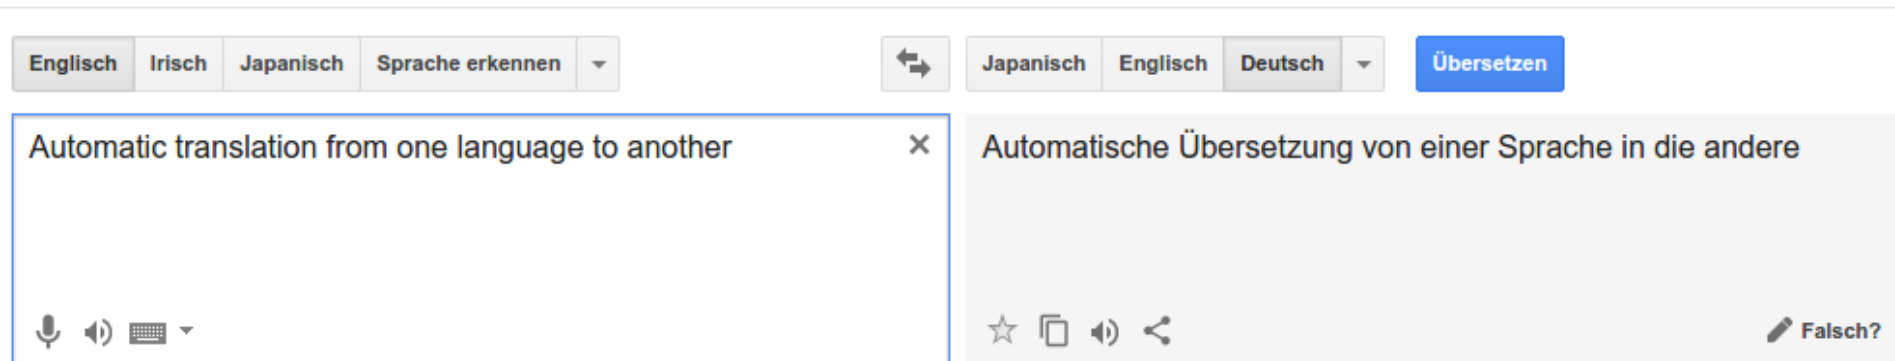 Englisch Irisch Japanisch Sprache erkennen Japanisch Englisch Deutsch Übersetzen
Automatic translation from one language to another
Automatische Übersetzung von einer Sprache in die andere
Falsch?